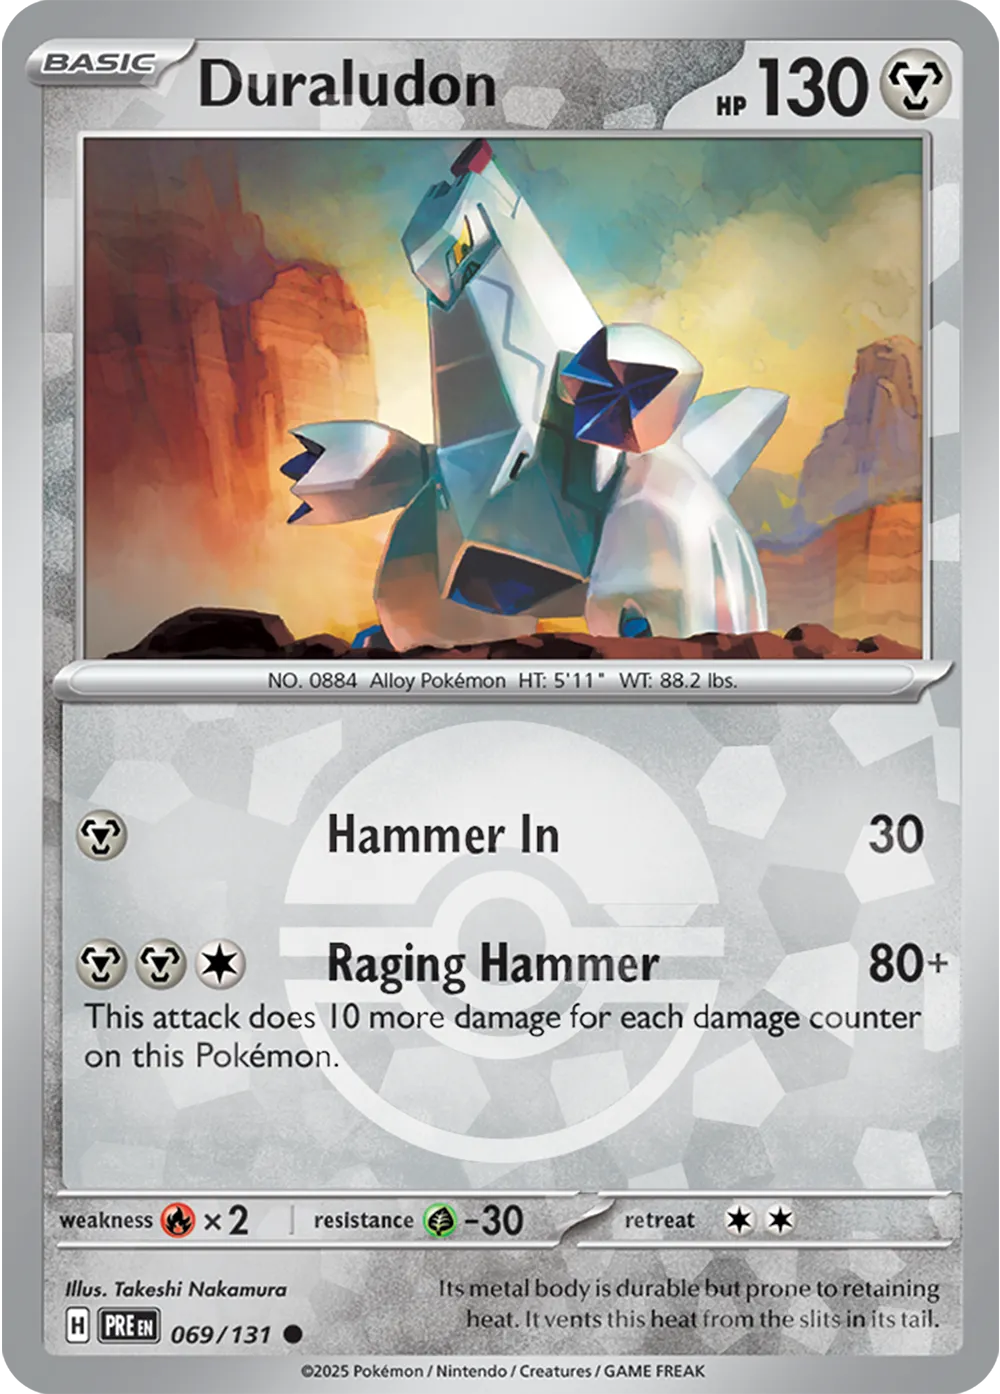 BASIC
Duraludon
HP 130
NO. 0884 Alloy Pokémon HT: 5'11" WT: 88.2 lbs.
Hammer In 30
Raging Hammer 80+
This attack does 10 more damage for each damage counter
on this Pokémon.
weakness ×2 resistance -30 retreat
Illus. Takeshi Nakamura
Its metal body is durable but prone to retaining
heat. It vents this heat from the slits in its tail.
H PRE EN 069/131
©2025 Pokémon / Nintendo / Creatures / GAME FREAK